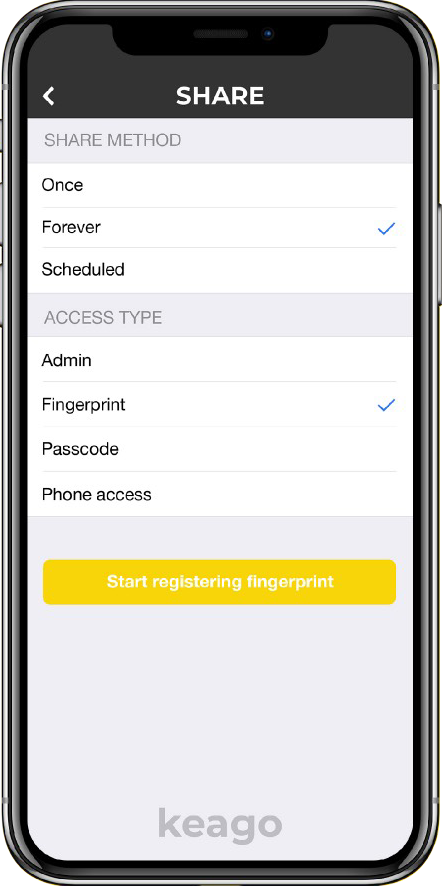 SHARE
SHARE METHOD
Once
Forever
Scheduled
ACCESS TYPE
Admin
Fingerprint
Passcode
Phone access
Start registering fingerprint
keago